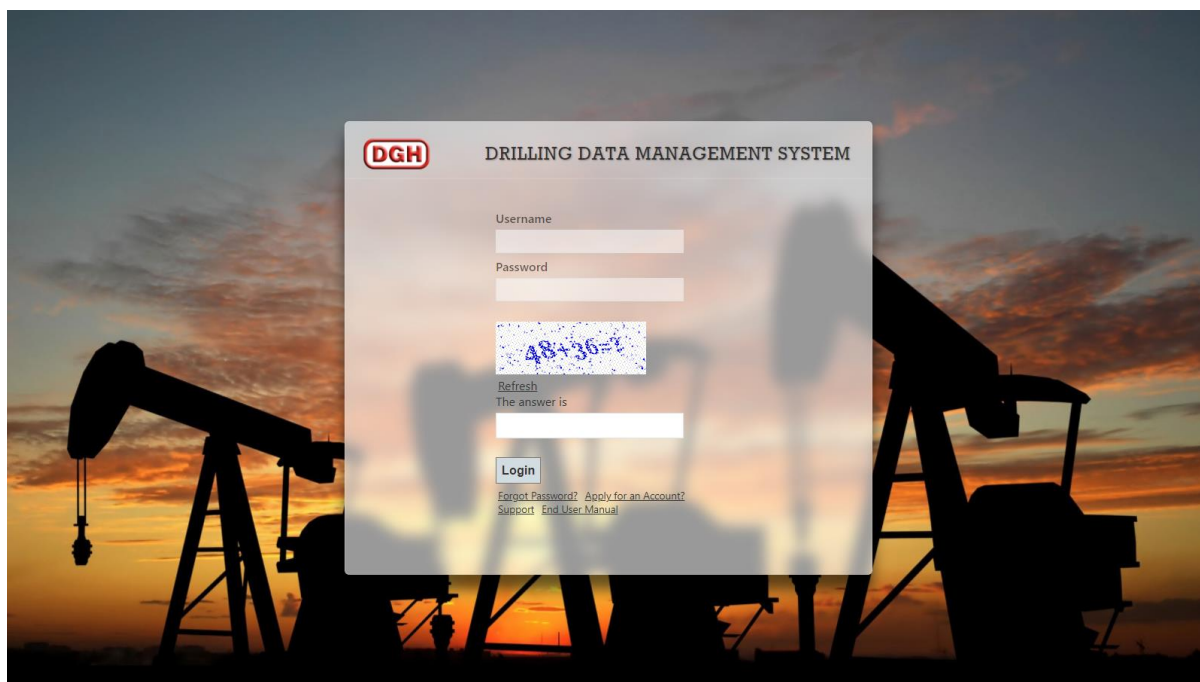 DGH
DRILLING DATA MANAGEMENT SYSTEM
Username
Password
48+36=?
Refresh
The answer is
Login
Forgot Password? Apply for an Account?
Support End User Manual